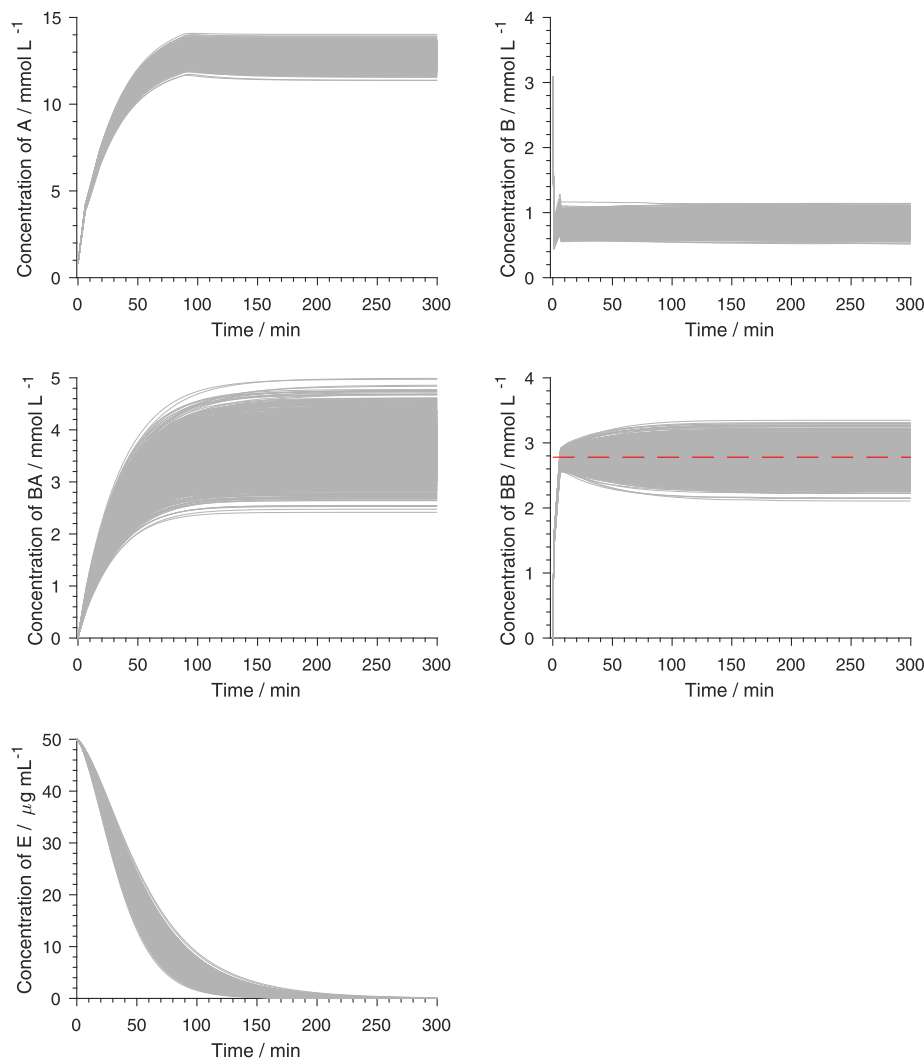 Concentration of A / mmol L⁻¹
15
10
5
0
0 50 100 150 200 250 300
Time / min
Concentration of B / mmol L⁻¹
4
3
2
1
0
0 50 100 150 200 250 300
Time / min
Concentration of BA / mmol L⁻¹
5
4
3
2
1
0
0 50 100 150 200 250 300
Time / min
Concentration of BB / mmol L⁻¹
4
3
2
1
0
0 50 100 150 200 250 300
Time / min
Concentration of E / μg mL⁻¹
50
40
30
20
10
0
0 50 100 150 200 250 300
Time / min